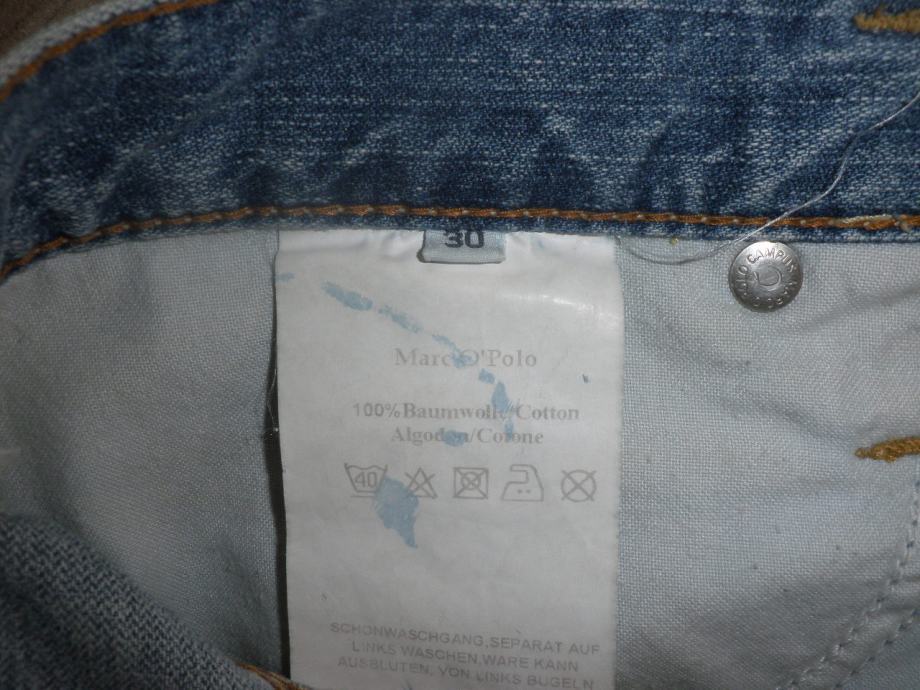 30
CAMPUS
Marc O'Polo
100%Baumwolle/Cotton
Algodon/Cotone
40
SCHONWASCHGANG,SEPARAT AUF
LINKS WASCHEN,WARE KANN
AUSBLUTEN, VON LINKS BUGELN